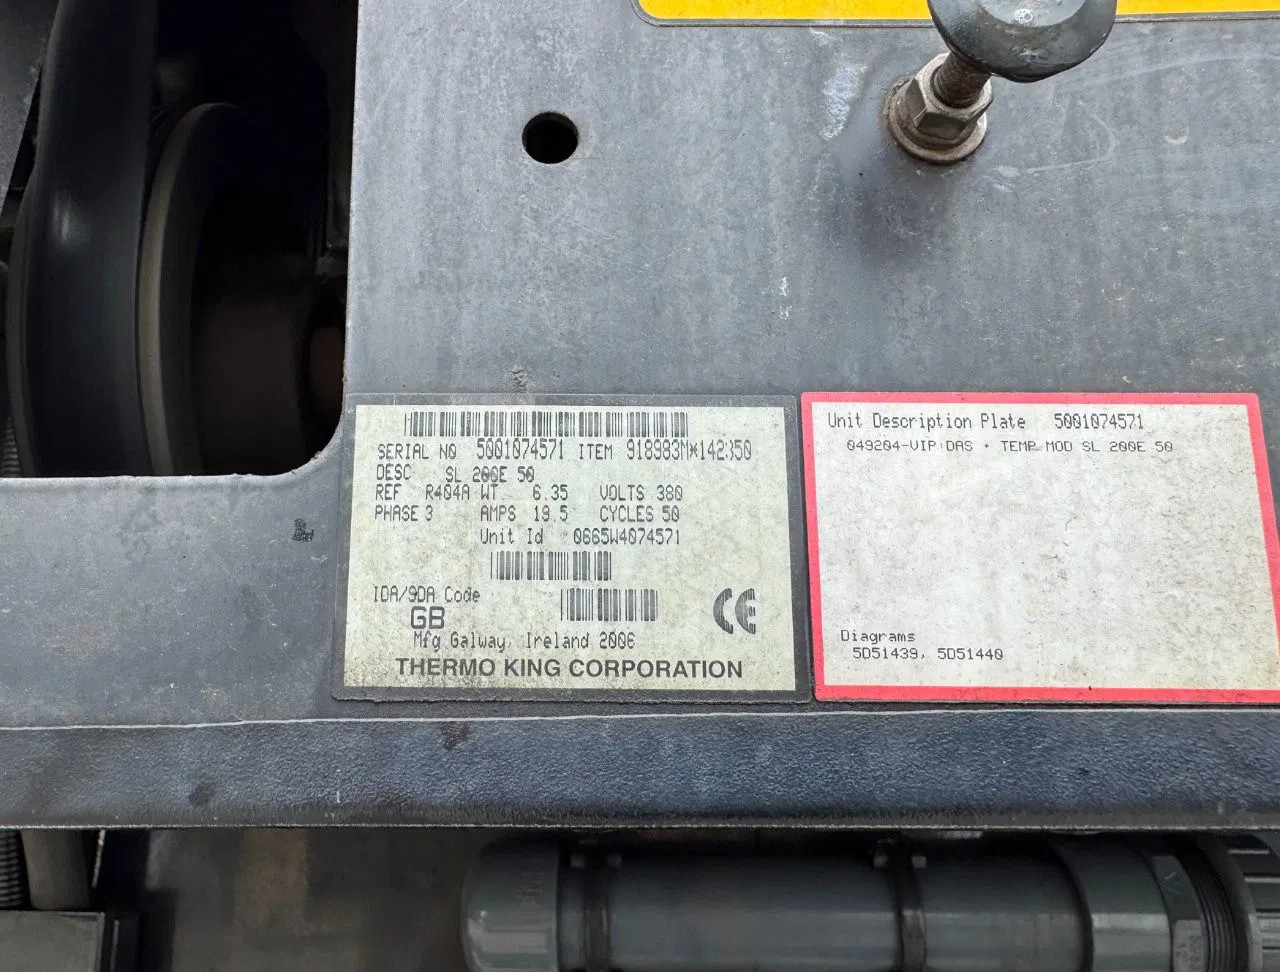 SERIAL NO 5001074571 ITEM
DESC SL 200E 50
REF R404A WT. 6.35 VOLTS 380
PHASE 3 AMPS 19.5 CYCLES 50
Unit Id 0665W4074571
IDA/9DA Code
GB
Mfg Galway, Ireland 2006
THERMO KING CORPORATION
CE
Unit Description Plate 5001074571
049204-VIP DAS + TEMP MOD SL 200E 50
Diagrams
5D51439, 5D51440